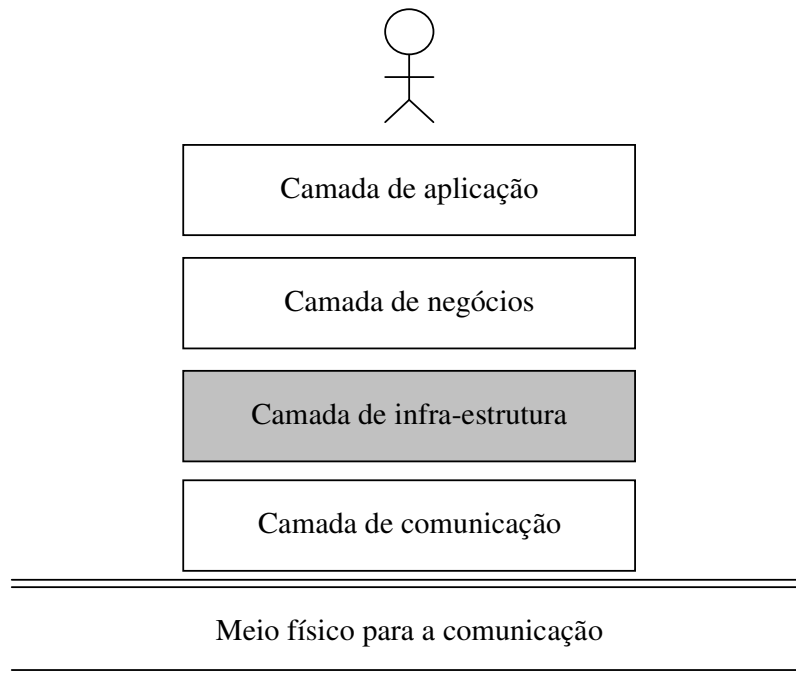 Camada de aplicação
Camada de negócios
Camada de infra-estrutura
Camada de comunicação
Meio físico para a comunicação